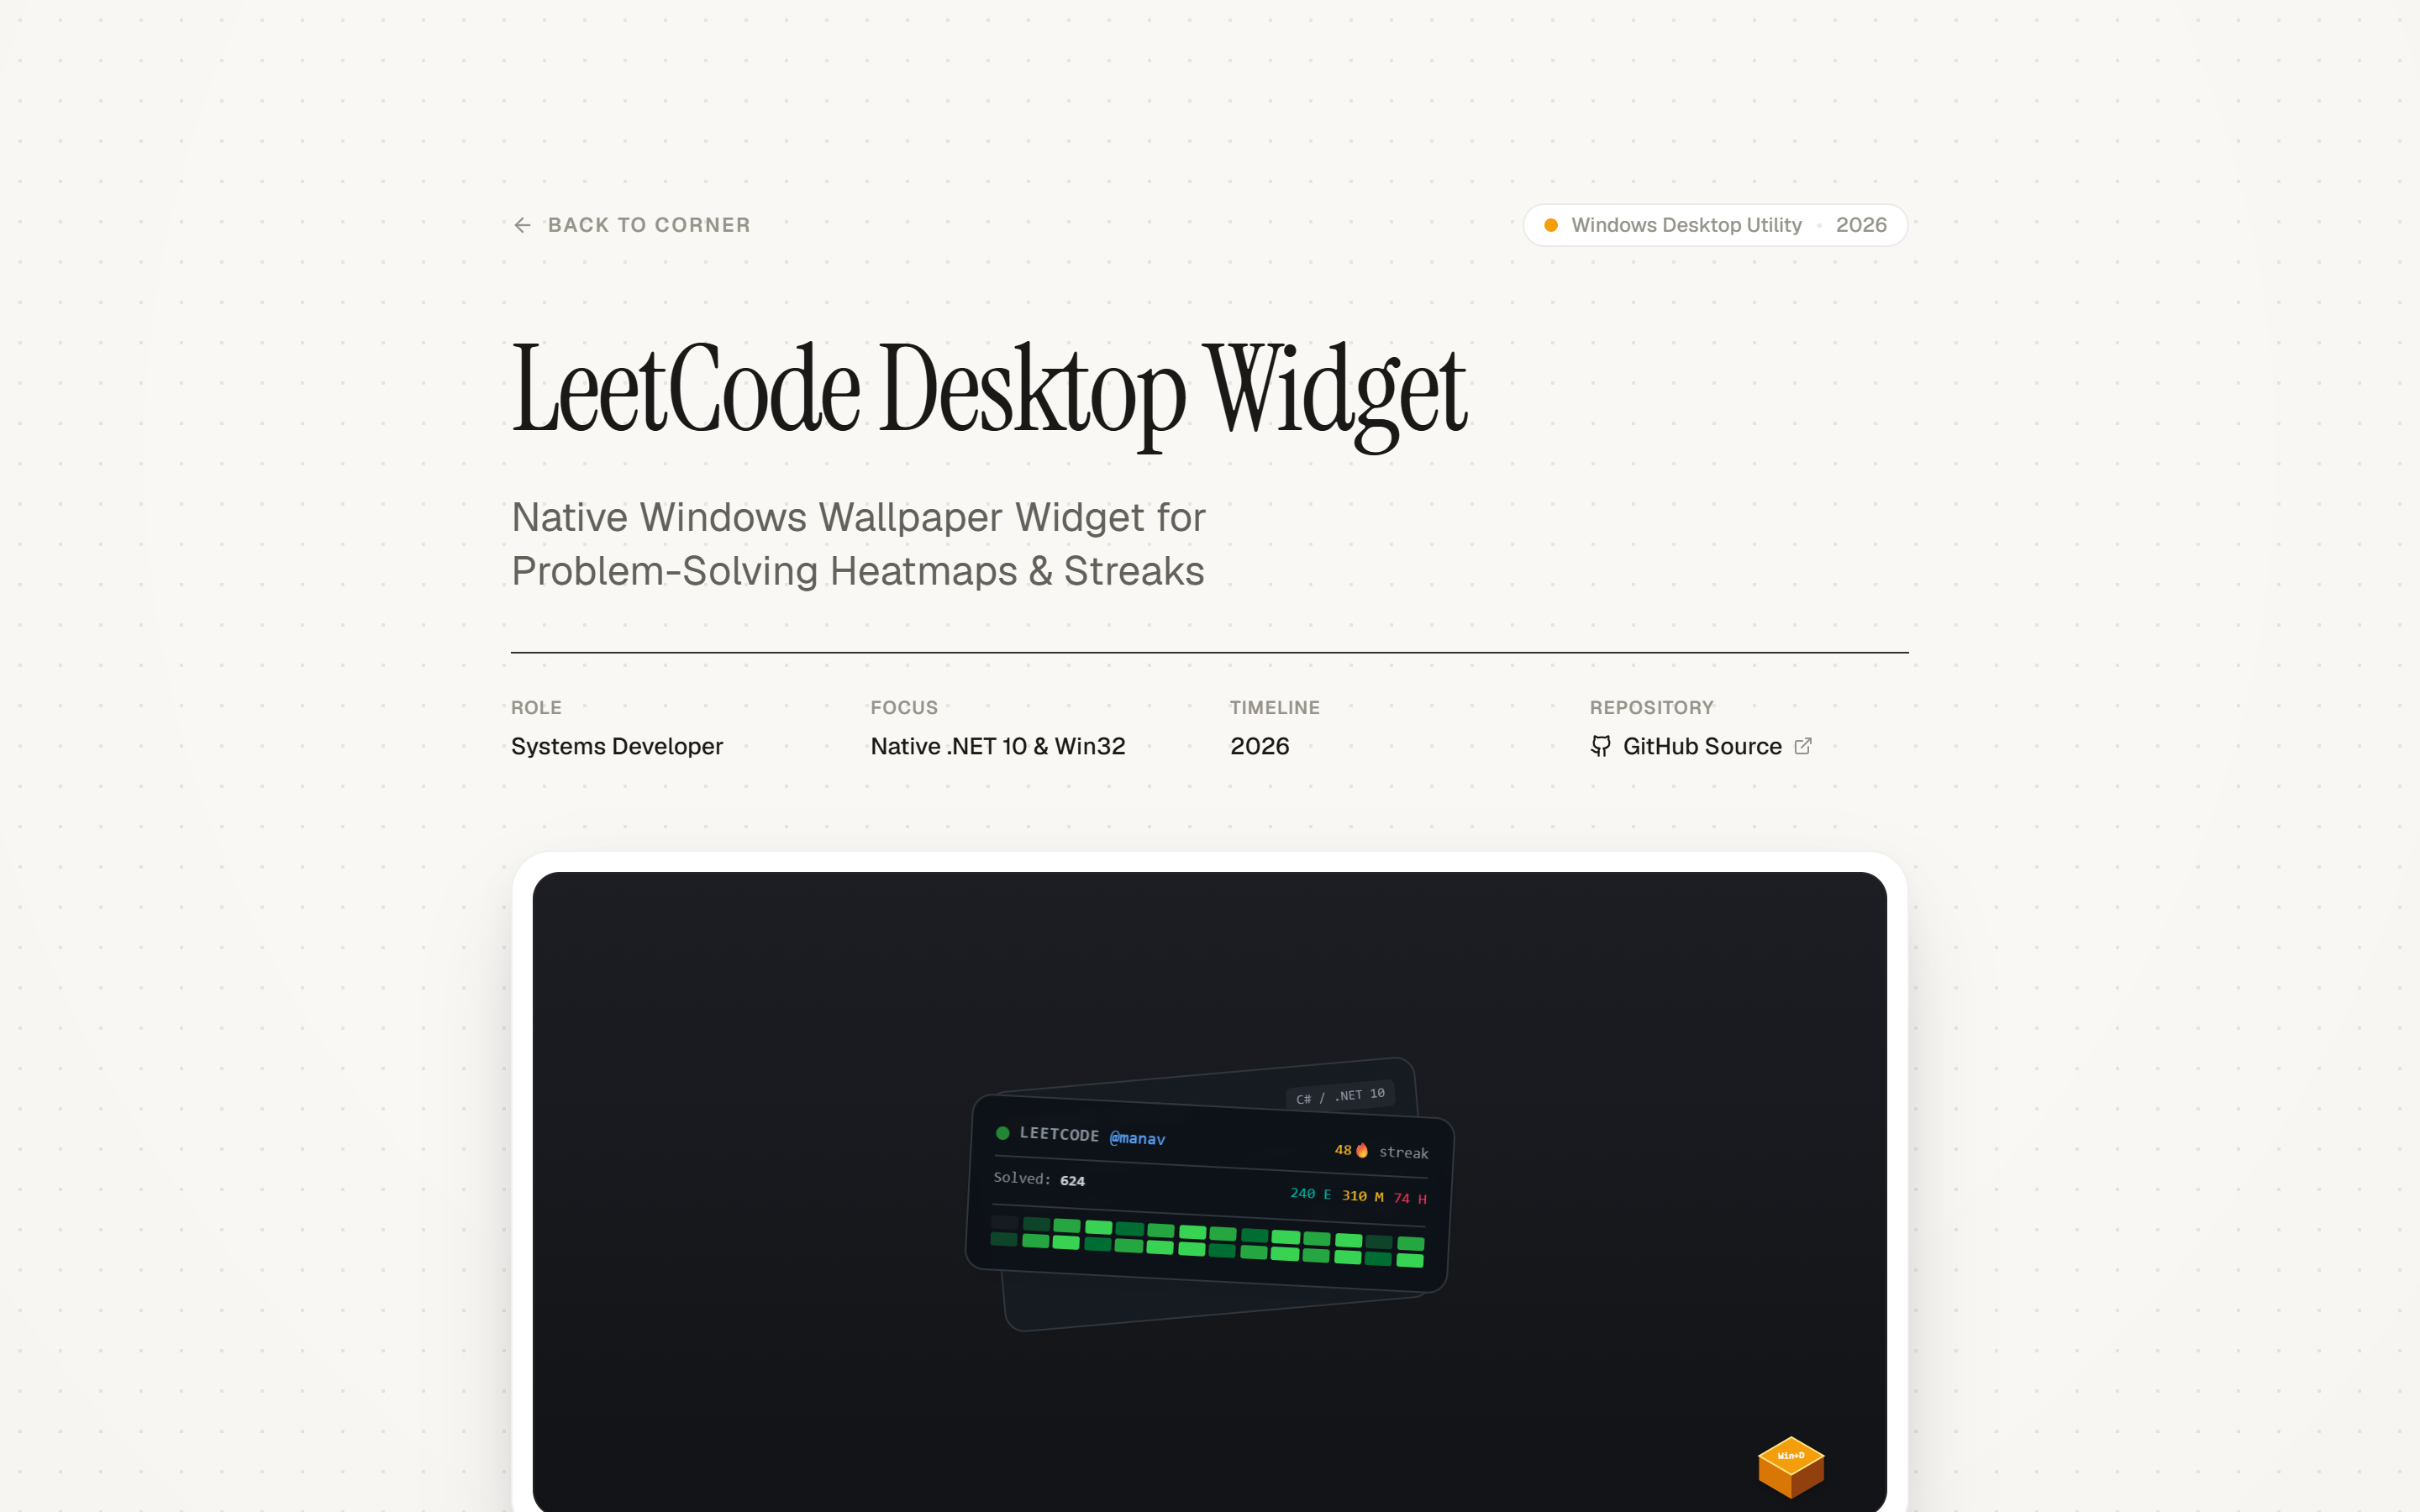 BACK TO CORNER
Windows Desktop Utility • 2026
LeetCode Desktop Widget
Native Windows Wallpaper Widget for
Problem-Solving Heatmaps & Streaks
ROLE
Systems Developer
FOCUS
Native .NET 10 & Win32
TIMELINE
2026
REPOSITORY
GitHub Source
C# / .NET 10
LEETCODE @manav
48🔥 streak
Solved: 624
240 E 310 M 74 H
Win+D